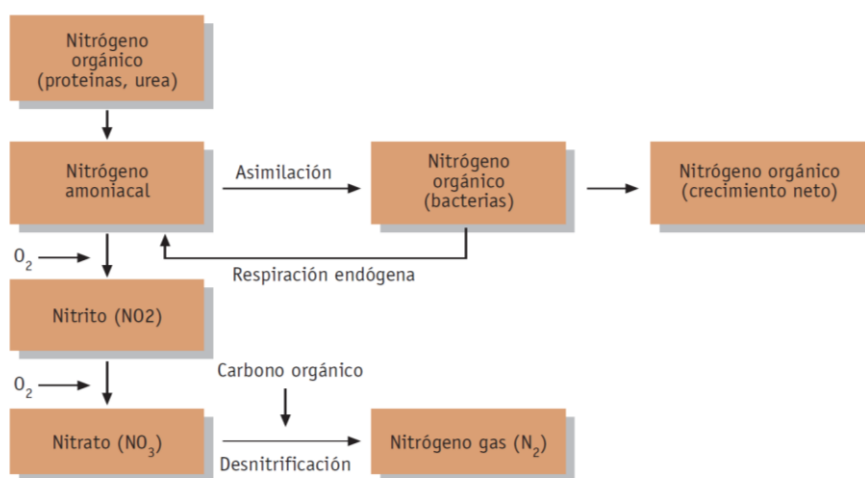 Nitrógeno
orgánico
(proteinas, urea)
Nitrógeno
amoniacal
Asimilación
Nitrógeno
orgánico
(bacterias)
Nitrógeno orgánico
(crecimiento neto)
O₂
Respiración endógena
Nitrito (NO2)
O₂
Carbono orgánico
Nitrato (NO₃)
Desnitrificación
Nitrógeno gas (N₂)